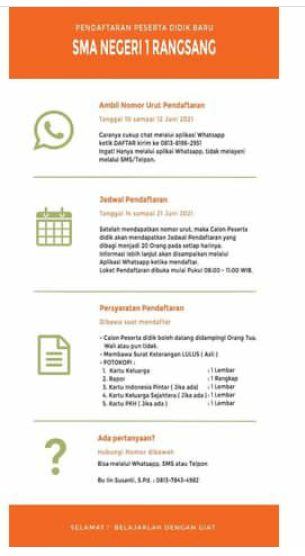 PENDAFTARAN PESERTA DIDIK BARU
SMA NEGERI 1 RANGSANG
Ambil Nomor Urut Pendaftaran
Tanggal 10 sampai 12 Juni 2021
Caranya cukup chat melalui aplikasi Whatsapp
ketik DAFTAR kirim ke 0813-8186-2951
Ingat! Hanya melalui aplikasi Whatsapp, tidak melayani
melalui SMS/Telpon.
Jadwal Pendaftaran
Tanggal 14 sampai 21 Juni 2021
Setelah mendapatkan nomor urut, maka Calon Peserta
didik akan mendapatkan Jadwal Pendaftaran yang
dibagi menjadi 20 Orang pada setiap harinya.
Informasi lebih lanjut akan disampaikan melalui
Aplikasi Whatsapp ketika mendaftar.
Loket Pendaftaran dibuka mulai Pukul 08.00 - 11.00 WIB.
Persyaratan Pendaftaran
Dibawa saat mendaftar
- Calon Peserta didik boleh datang didampingi Orang Tua,
Wali atau pun tidak.
- Membawa Surat Keterangan LULUS ( Asli )
- FOTOKOPI :
1. Kartu Keluarga : 1 Lembar
2. Rapor : 1 Rangkap
3. Kartu Indonesia Pintar ( Jika ada) : 1 Lembar
4. Kartu Keluarga Sejahtera ( Jika ada ) : 1 Lembar
5. Kartu PKH ( Jika ada ) : 1 Lembar
?
Ada pertanyaan?
Hubungi Nomor dibawah
Bisa melalui Whatsapp, SMS atau Telpon
Bu Iin Susanti, S.Pd. : 0813-7843-4982
SELAMAT ! BELAJARLAH DENGAN GIAT